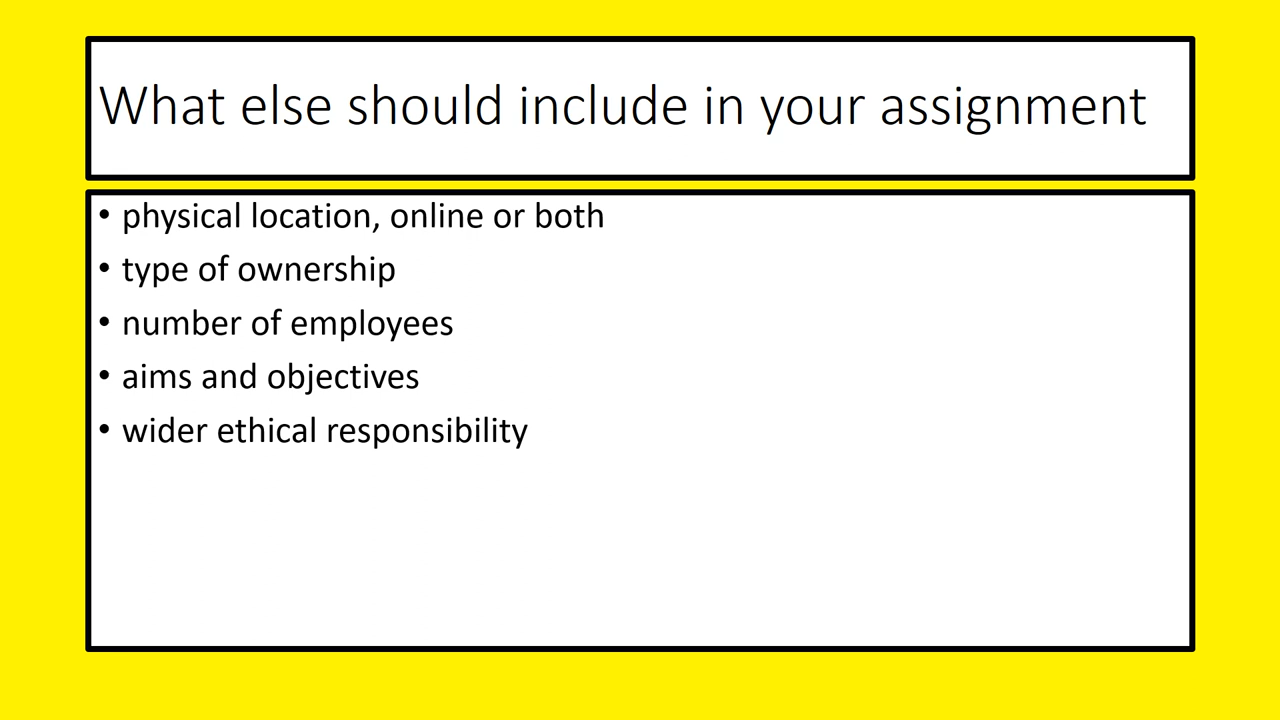 What else should include in your assignment
• physical location, online or both
• type of ownership
• number of employees
• aims and objectives
• wider ethical responsibility